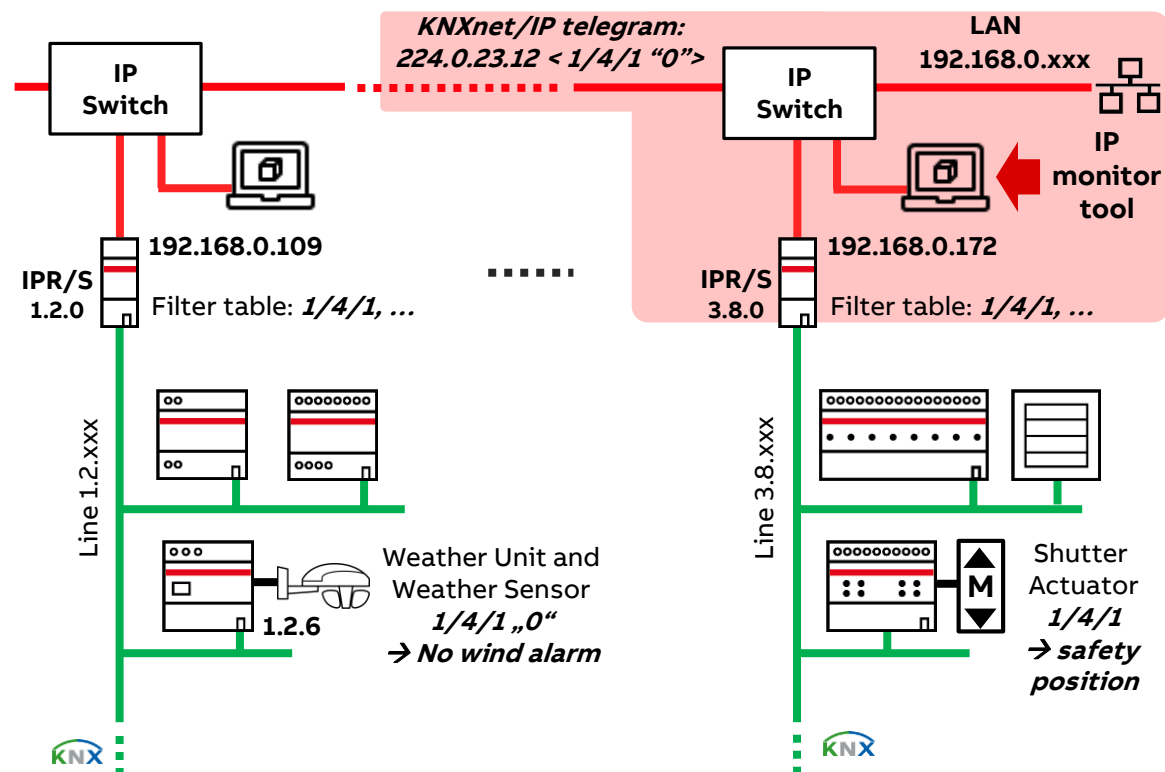 KNXnet/IP telegram:
224.0.23.12 < 1/4/1 “0”>
LAN
192.168.0.xxx
IP
Switch
IP
Switch
IP
monitor
tool
192.168.0.109
IPR/S
1.2.0
Filter table: 1/4/1, ...
192.168.0.172
IPR/S
3.8.0
Filter table: 1/4/1, ...
Line 1.2.xxx
Weather Unit and
Weather Sensor
1/4/1 „0“
→ No wind alarm
1.2.6
Line 3.8.xxx
M
Shutter
Actuator
1/4/1
→ safety
position
KNX
KNX